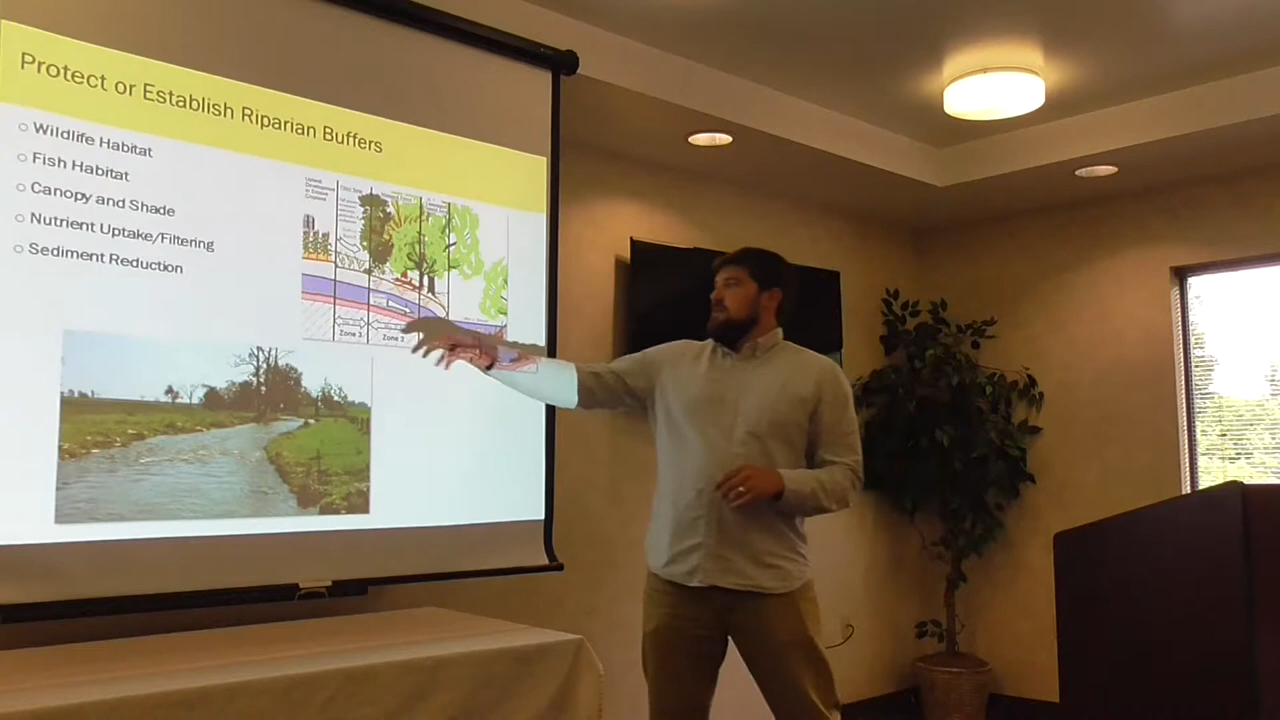 Protect or Establish Riparian Buffers
○ Wildlife Habitat
○ Fish Habitat
○ Canopy and Shade
○ Nutrient Uptake/Filtering
○ Sediment Reduction
Zone 3
Zone 2